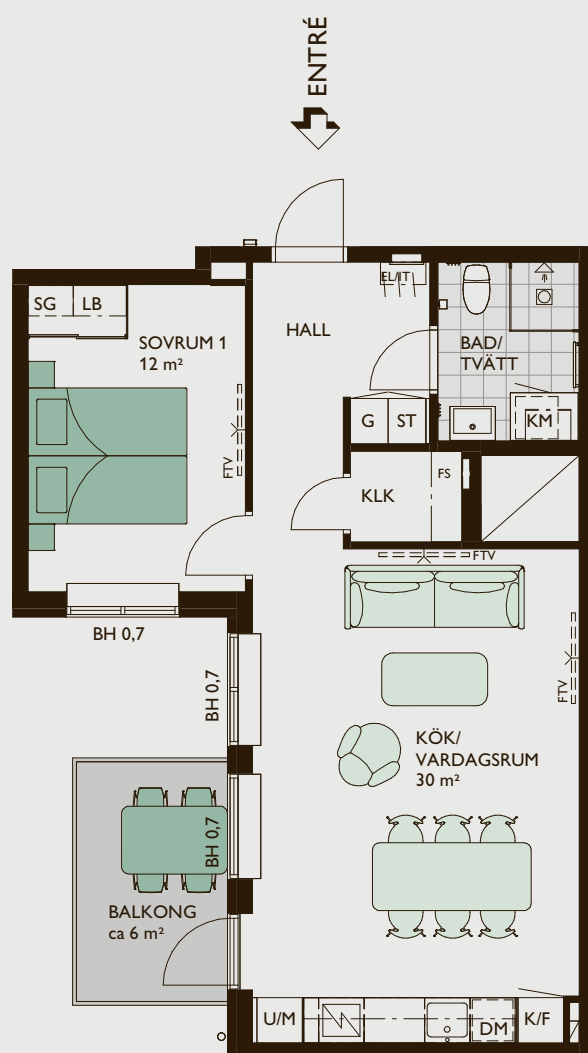 ENTRÉ
EL/IT
SG
LB
SOVRUM 1
12 m²
HALL
BAD/
TVÄTT
G
ST
KM
FTV
KLK
FS
FTV
BH 0,7
BH 0,7
FTV
KÖK/
VARDAGSRUM
30 m²
BH 0,7
BALKONG
ca 6 m²
U/M
DM
K/F